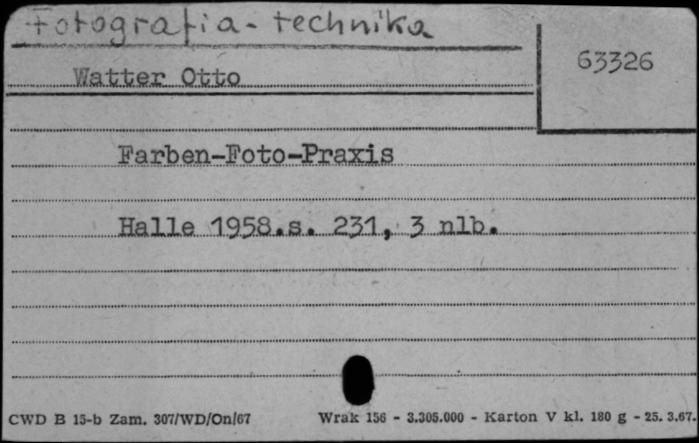 Fotografia-technika
63326
Watter Otto
Farben-Foto-Praxis
Halle 1958.s. 231, 3 nlb.
CWD B 15-b Zam. 307/WD/On/67 Wrak 156 - 3.305.000 - Karton V kl. 180 g - 25. 3.67.